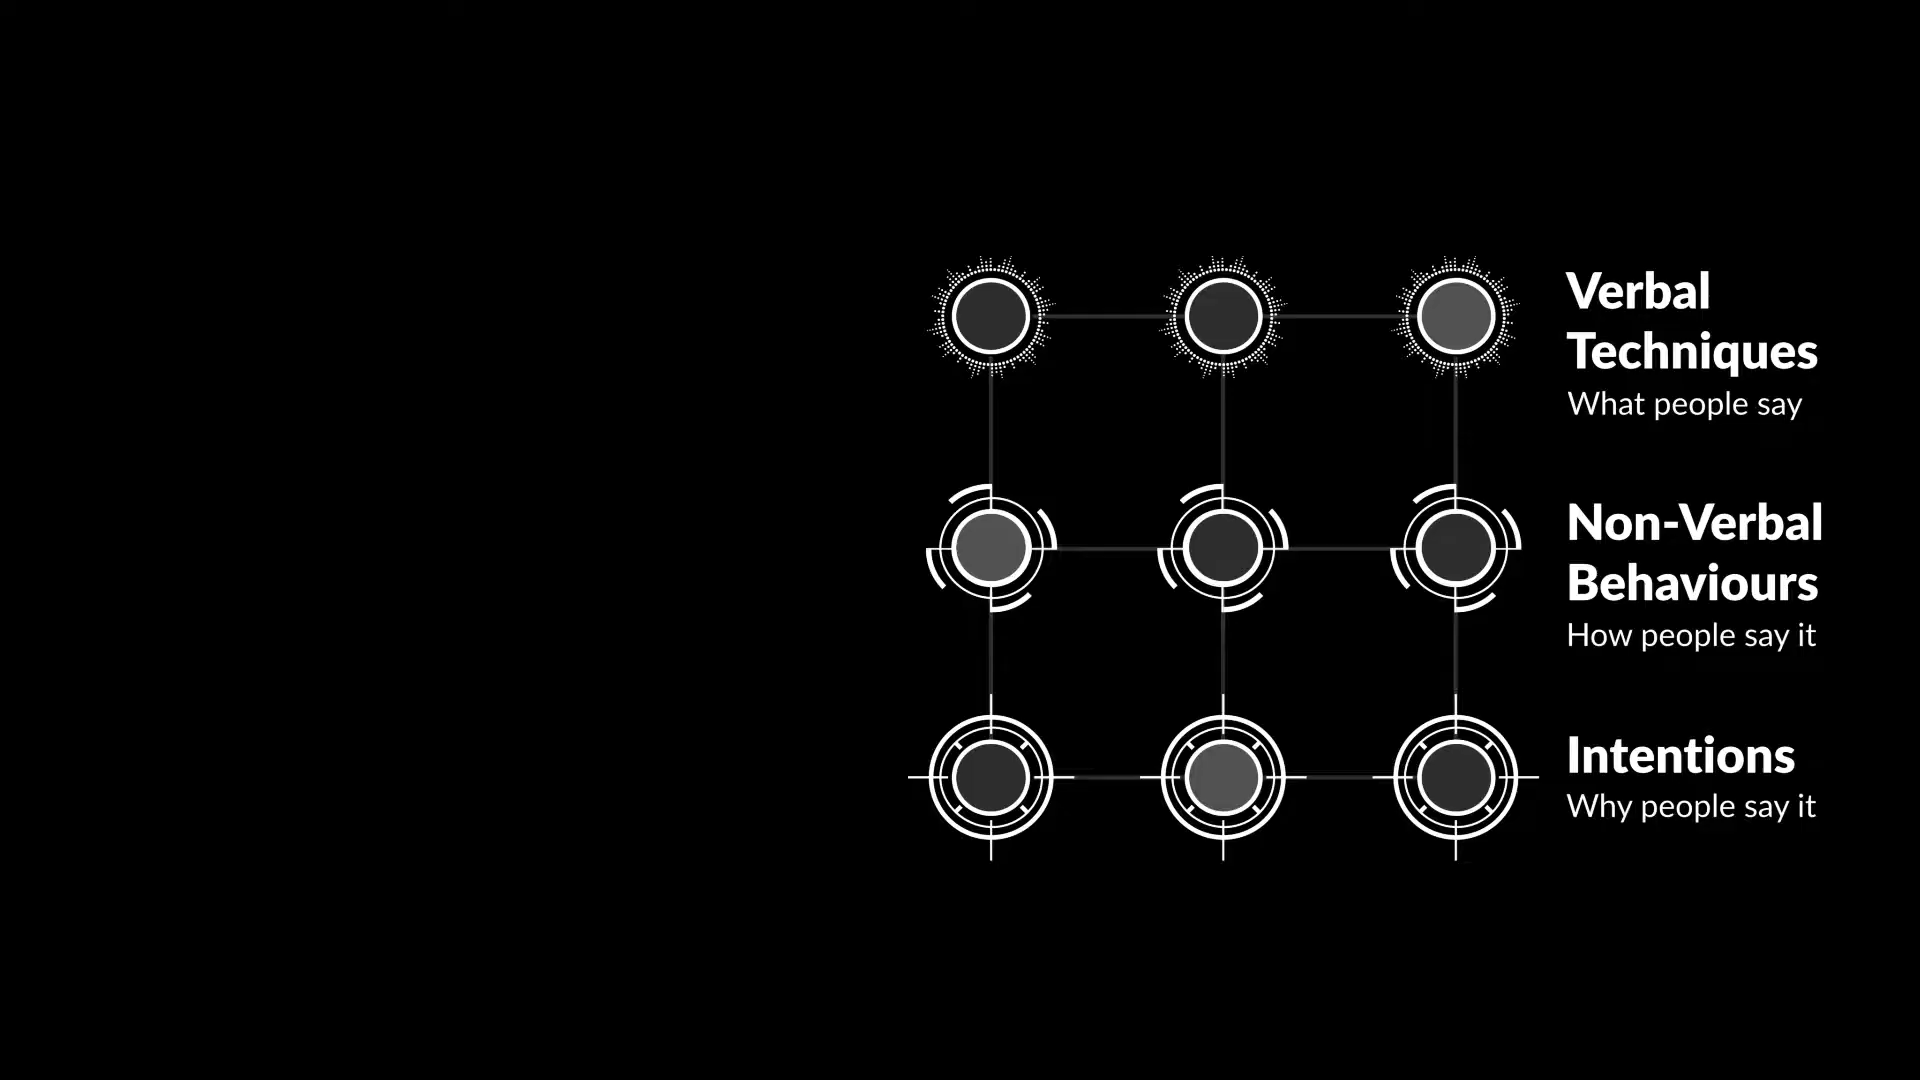 Verbal
Techniques
What people say
Non-Verbal
Behaviours
How people say it
Intentions
Why people say it